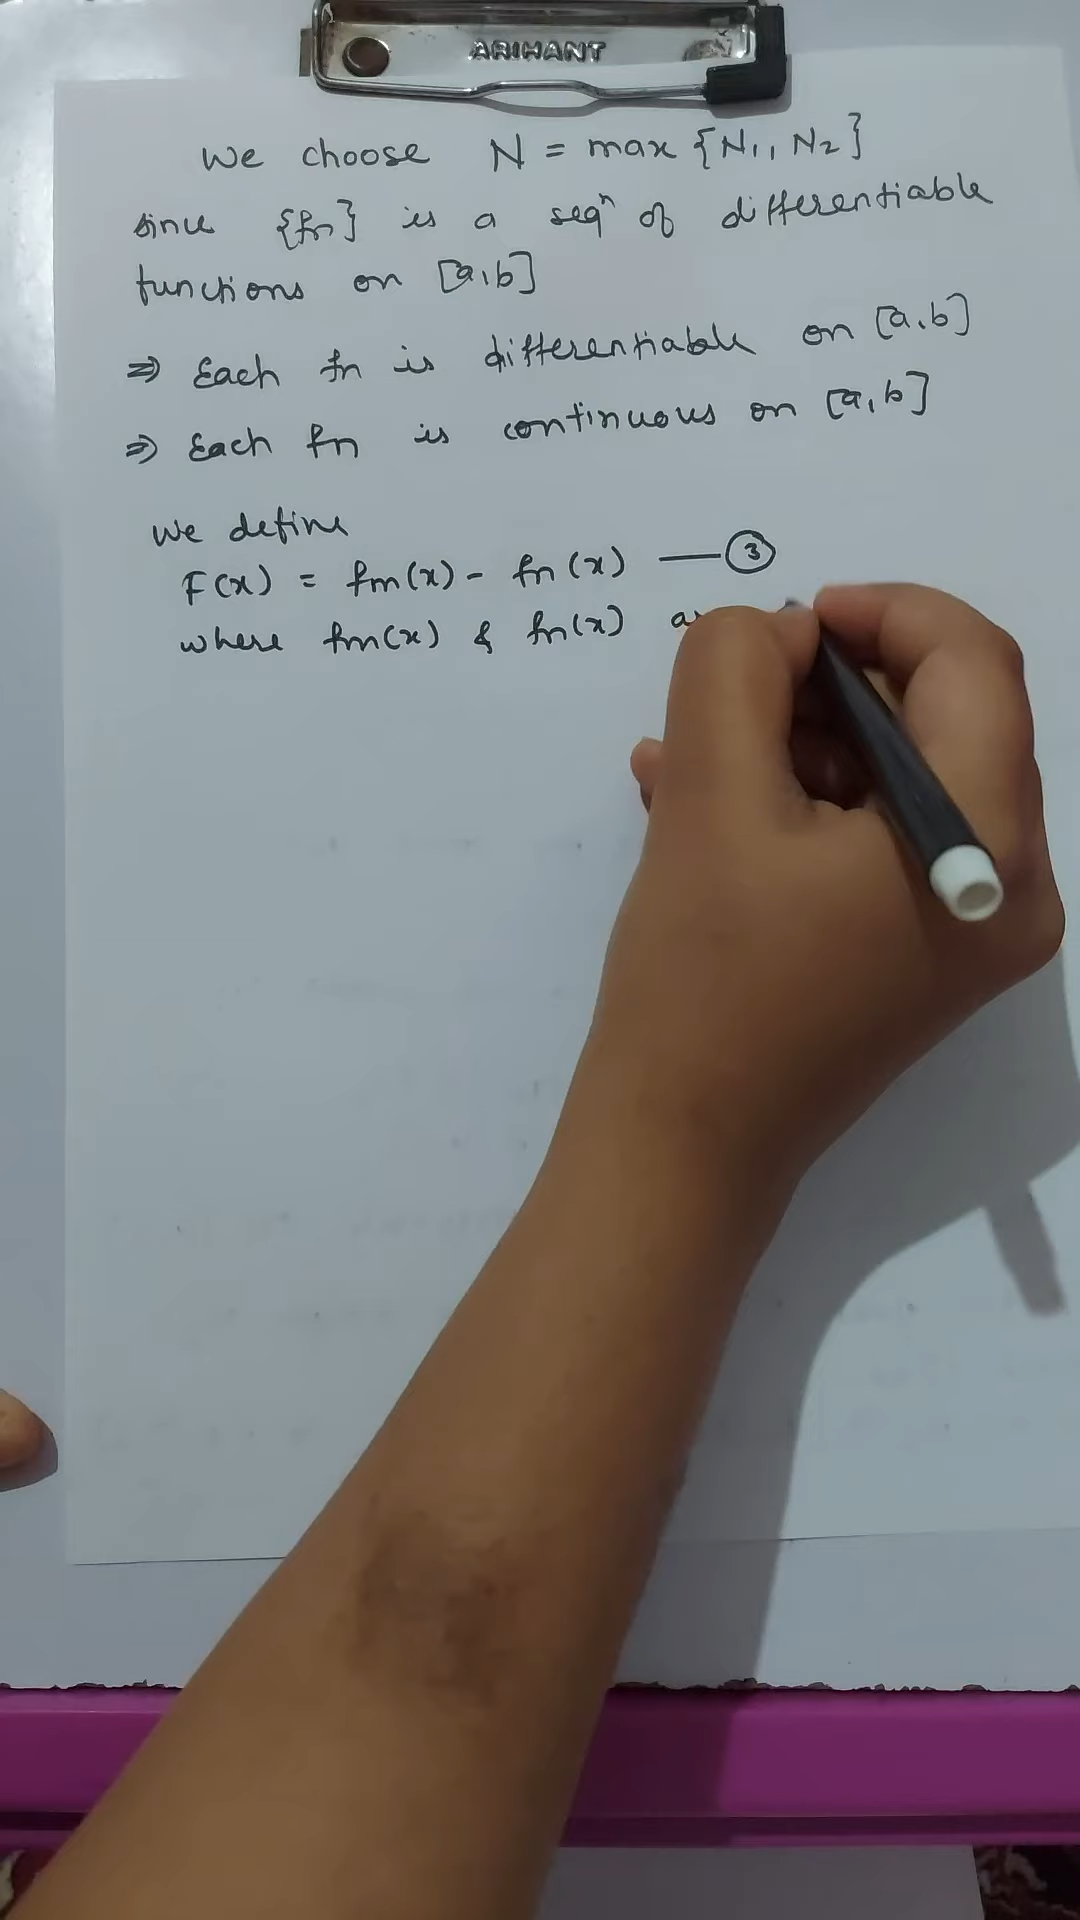 ARIHANT
We choose N = max {N1, N2}
since {fn} is a seqn of differentiable
functions on [a,b]
⇒ Each fn is differentiable on [a,b]
⇒ Each fn is continuous on [a,b]
We define
F(x) = fm(x) - fn(x) — 3
where fm(x) & fn(x)